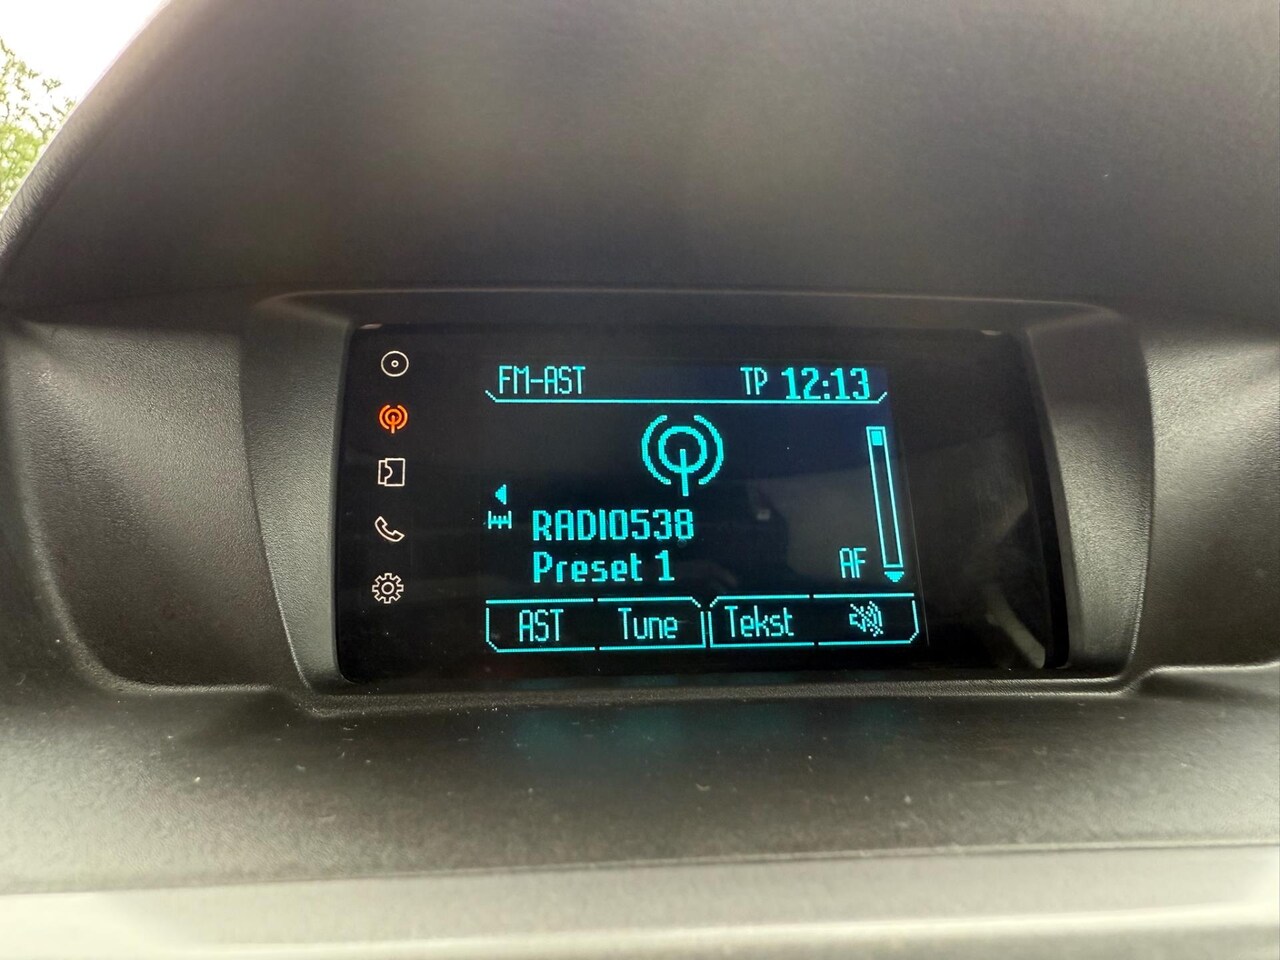 FM-AST TP 12:13
RADIO538
Preset 1 AF
AST Tune Tekst